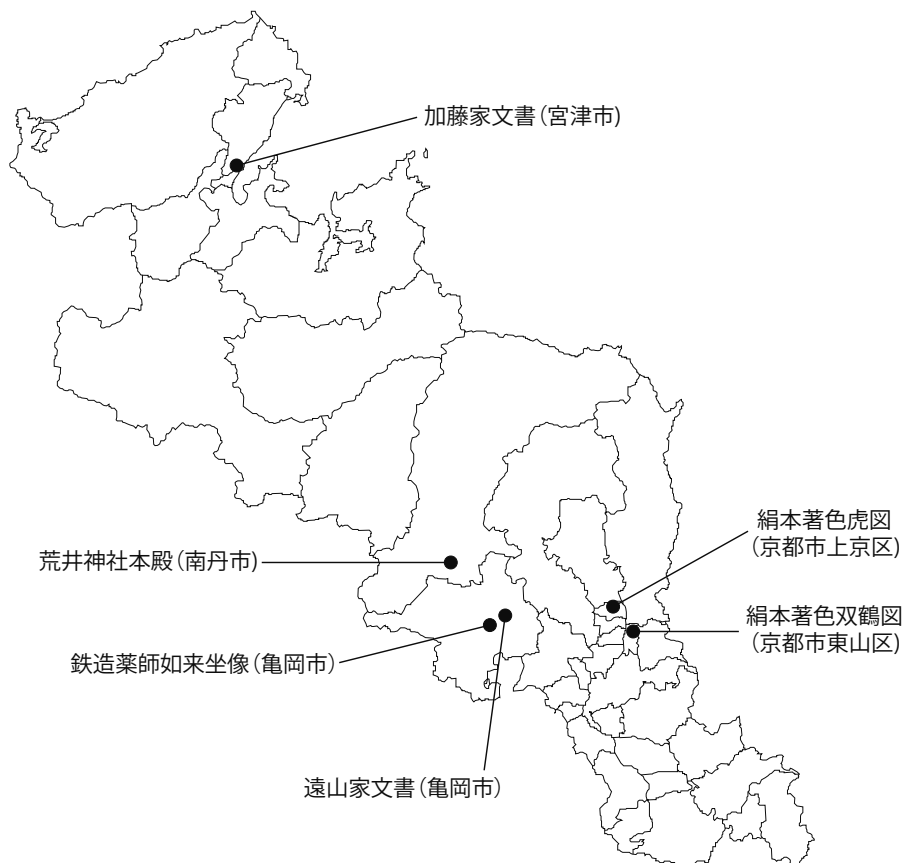 加藤家文書（宮津市）
絹本著色虎図
（京都市上京区）
荒井神社本殿（南丹市）
絹本著色双鶴図
（京都市東山区）
鉄造薬師如来坐像（亀岡市）
遠山家文書（亀岡市）